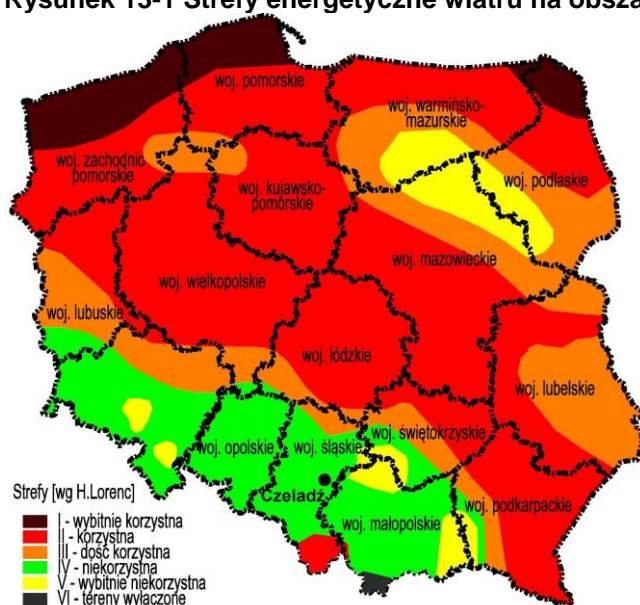 Rysunek 13-1 Strefy energetyczne wiatru na obsza
woj. pomorskie
woj. warmińsko-
mazurskie
woj. zachodnio
pomorskie
woj. kujawsko-
pomorskie
woj. podlaskie
woj. mazowieckie
woj. wielkopolskie
woj. lubuskie
woj. łódzkie
woj. lubelskie
woj. opolskie
woj. śląskie
woj. świętokrzyskie
Czeladź
woj. podkarpackie
woj. małopolskie
Strefy [wg H.Lorenc]
I - wybitnie korzystna
II - korzystna
III - dość korzystna
IV - niekorzystna
V - wybitnie niekorzystna
VI - tereny wyłączone